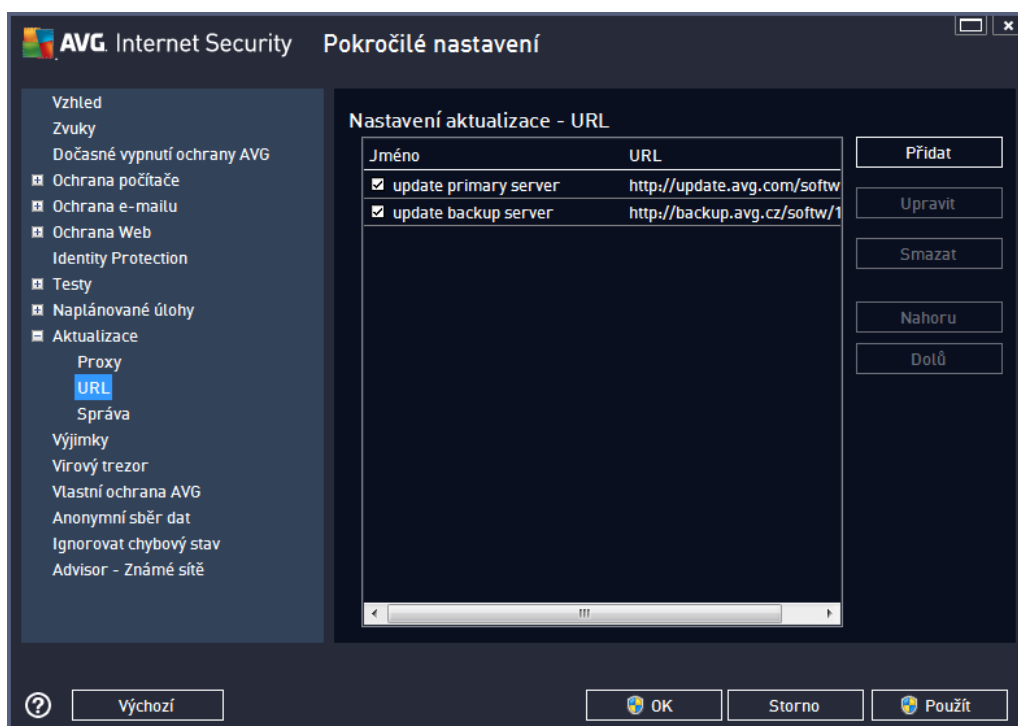 AVG. Internet Security Pokročilé nastavení
Vzhled
Zvuky
Dočasné vypnutí ochrany AVG
Ochrana počítače
Ochrana e-mailu
Ochrana Web
Identity Protection
Testy
Naplánované úlohy
Aktualizace
Proxy
URL
Správa
Výjimky
Virový trezor
Vlastní ochrana AVG
Anonymní sběr dat
Ignorovat chybový stav
Advisor - Známé sítě
Nastavení aktualizace - URL
Jméno URL
update primary server http://update.avg.com/softw
update backup server http://backup.avg.cz/softw/1
Přidat
Upravit
Smazat
Nahoru
Dolů
Výchozí
OK
Storno
Použít